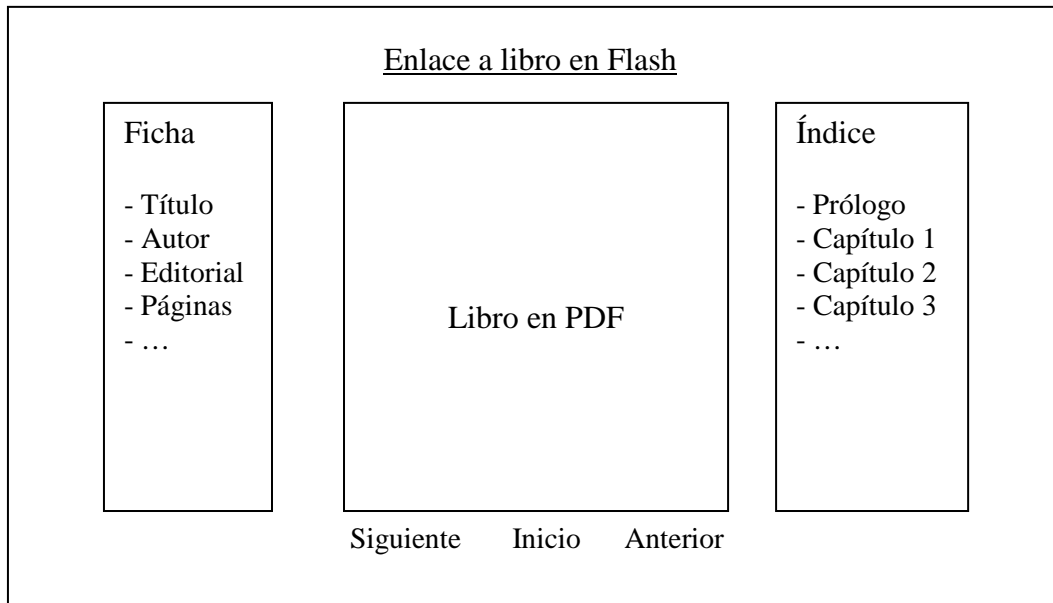 Enlace a libro en Flash
Ficha
- Título
- Autor
- Editorial
- Páginas
- …
Libro en PDF
Índice
- Prólogo
- Capítulo 1
- Capítulo 2
- Capítulo 3
- …
Siguiente Inicio Anterior